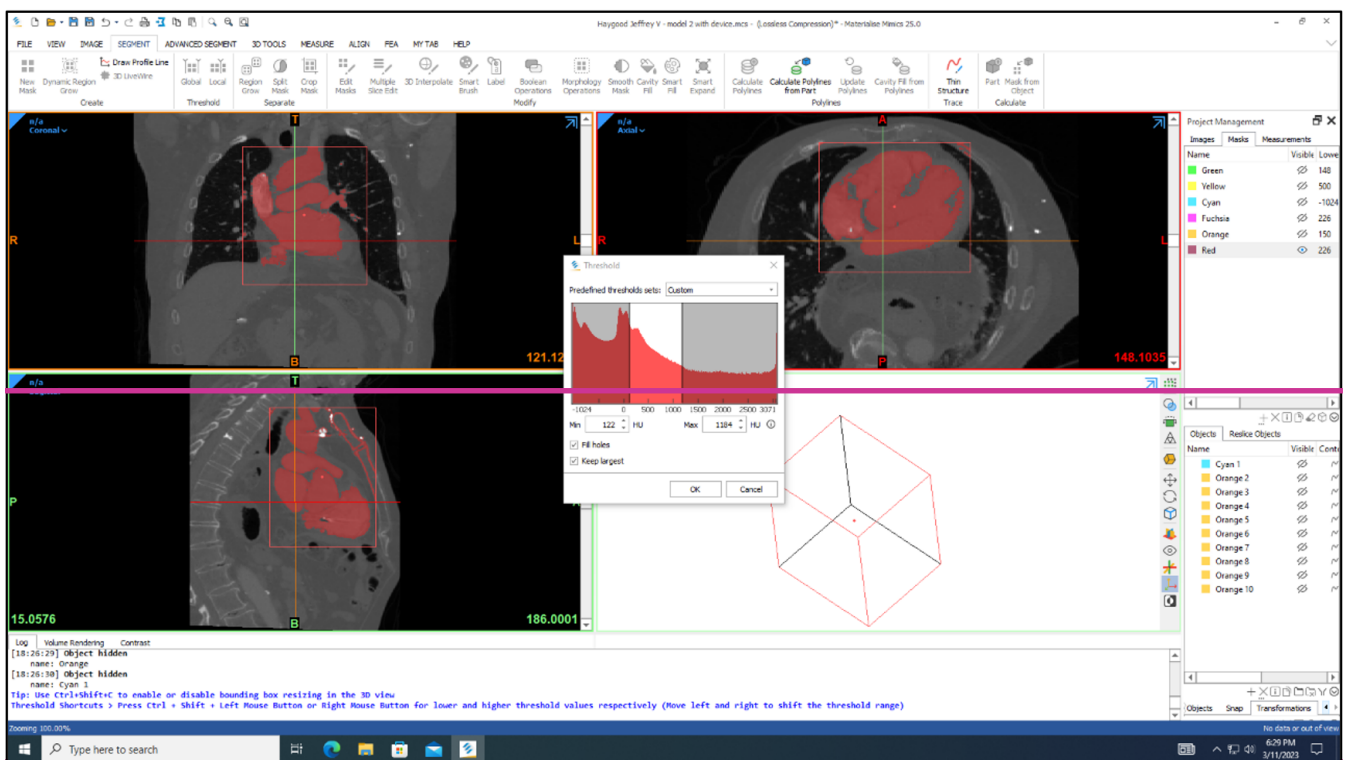 Haygood Jeffrey V - model 2 with device.mcs - (Lossless Compression)* - Materialise Mimics 25.0
FILE VIEW IMAGE SEGMENT ADVANCED SEGMENT 3D TOOLS MEASURE ALIGN FEA MY TAB HELP
Draw Profile Line
3D LiveWire
New Mask Dynamic Region Grow Global Local Region Grow Split Mask Crop Mask Edit Masks Multiple Slice Edit 3D Interpolate Smart Brush Label Boolean Operations Morphology Operations Smooth Mask Cavity Fill Smart Fill Smart Expand Calculate Polylines Calculate Polylines from Part Update Polylines Cavity Fill from Polylines Thin Structure Part Mask from Object
Create Threshold Separate Modify Polylines Trace Calculate
n/a
Coronal
T
R
L
B
121.12
n/a
Axial
A
R
L
P
148.1035
Project Management
Images Masks Measurements
Name Visible Lowe
Green 148
Yellow 500
Cyan -1024
Fuchsia 226
Orange 150
Red 226
Threshold
Predefined thresholds sets: Custom
-1024 0 500 1000 1500 2000 2500 3071
Min 122 HU Max 1184 HU
Fill holes
Keep largest
OK Cancel
n/a
T
P
B
15.0576
186.0001
Objects Reslice Objects
Name Visible Conto
Cyan 1
Orange 2
Orange 3
Orange 4
Orange 5
Orange 6
Orange 7
Orange 8
Orange 9
Orange 10
Log Volume Rendering Contrast
[18:26:29] Object hidden
name: Orange
[18:26:30] Object hidden
name: Cyan 1
Tip: Use Ctrl+Shift+C to enable or disable bounding box resizing in the 3D view
Threshold Shortcuts > Press Ctrl + Shift + Left Mouse Button or Right Mouse Button for lower and higher threshold values respectively (Move left and right to shift the threshold range)
Objects Snap Transformations
Zooming 100.00%
No data or out of view
Type here to search
6:29 PM
3/11/2023